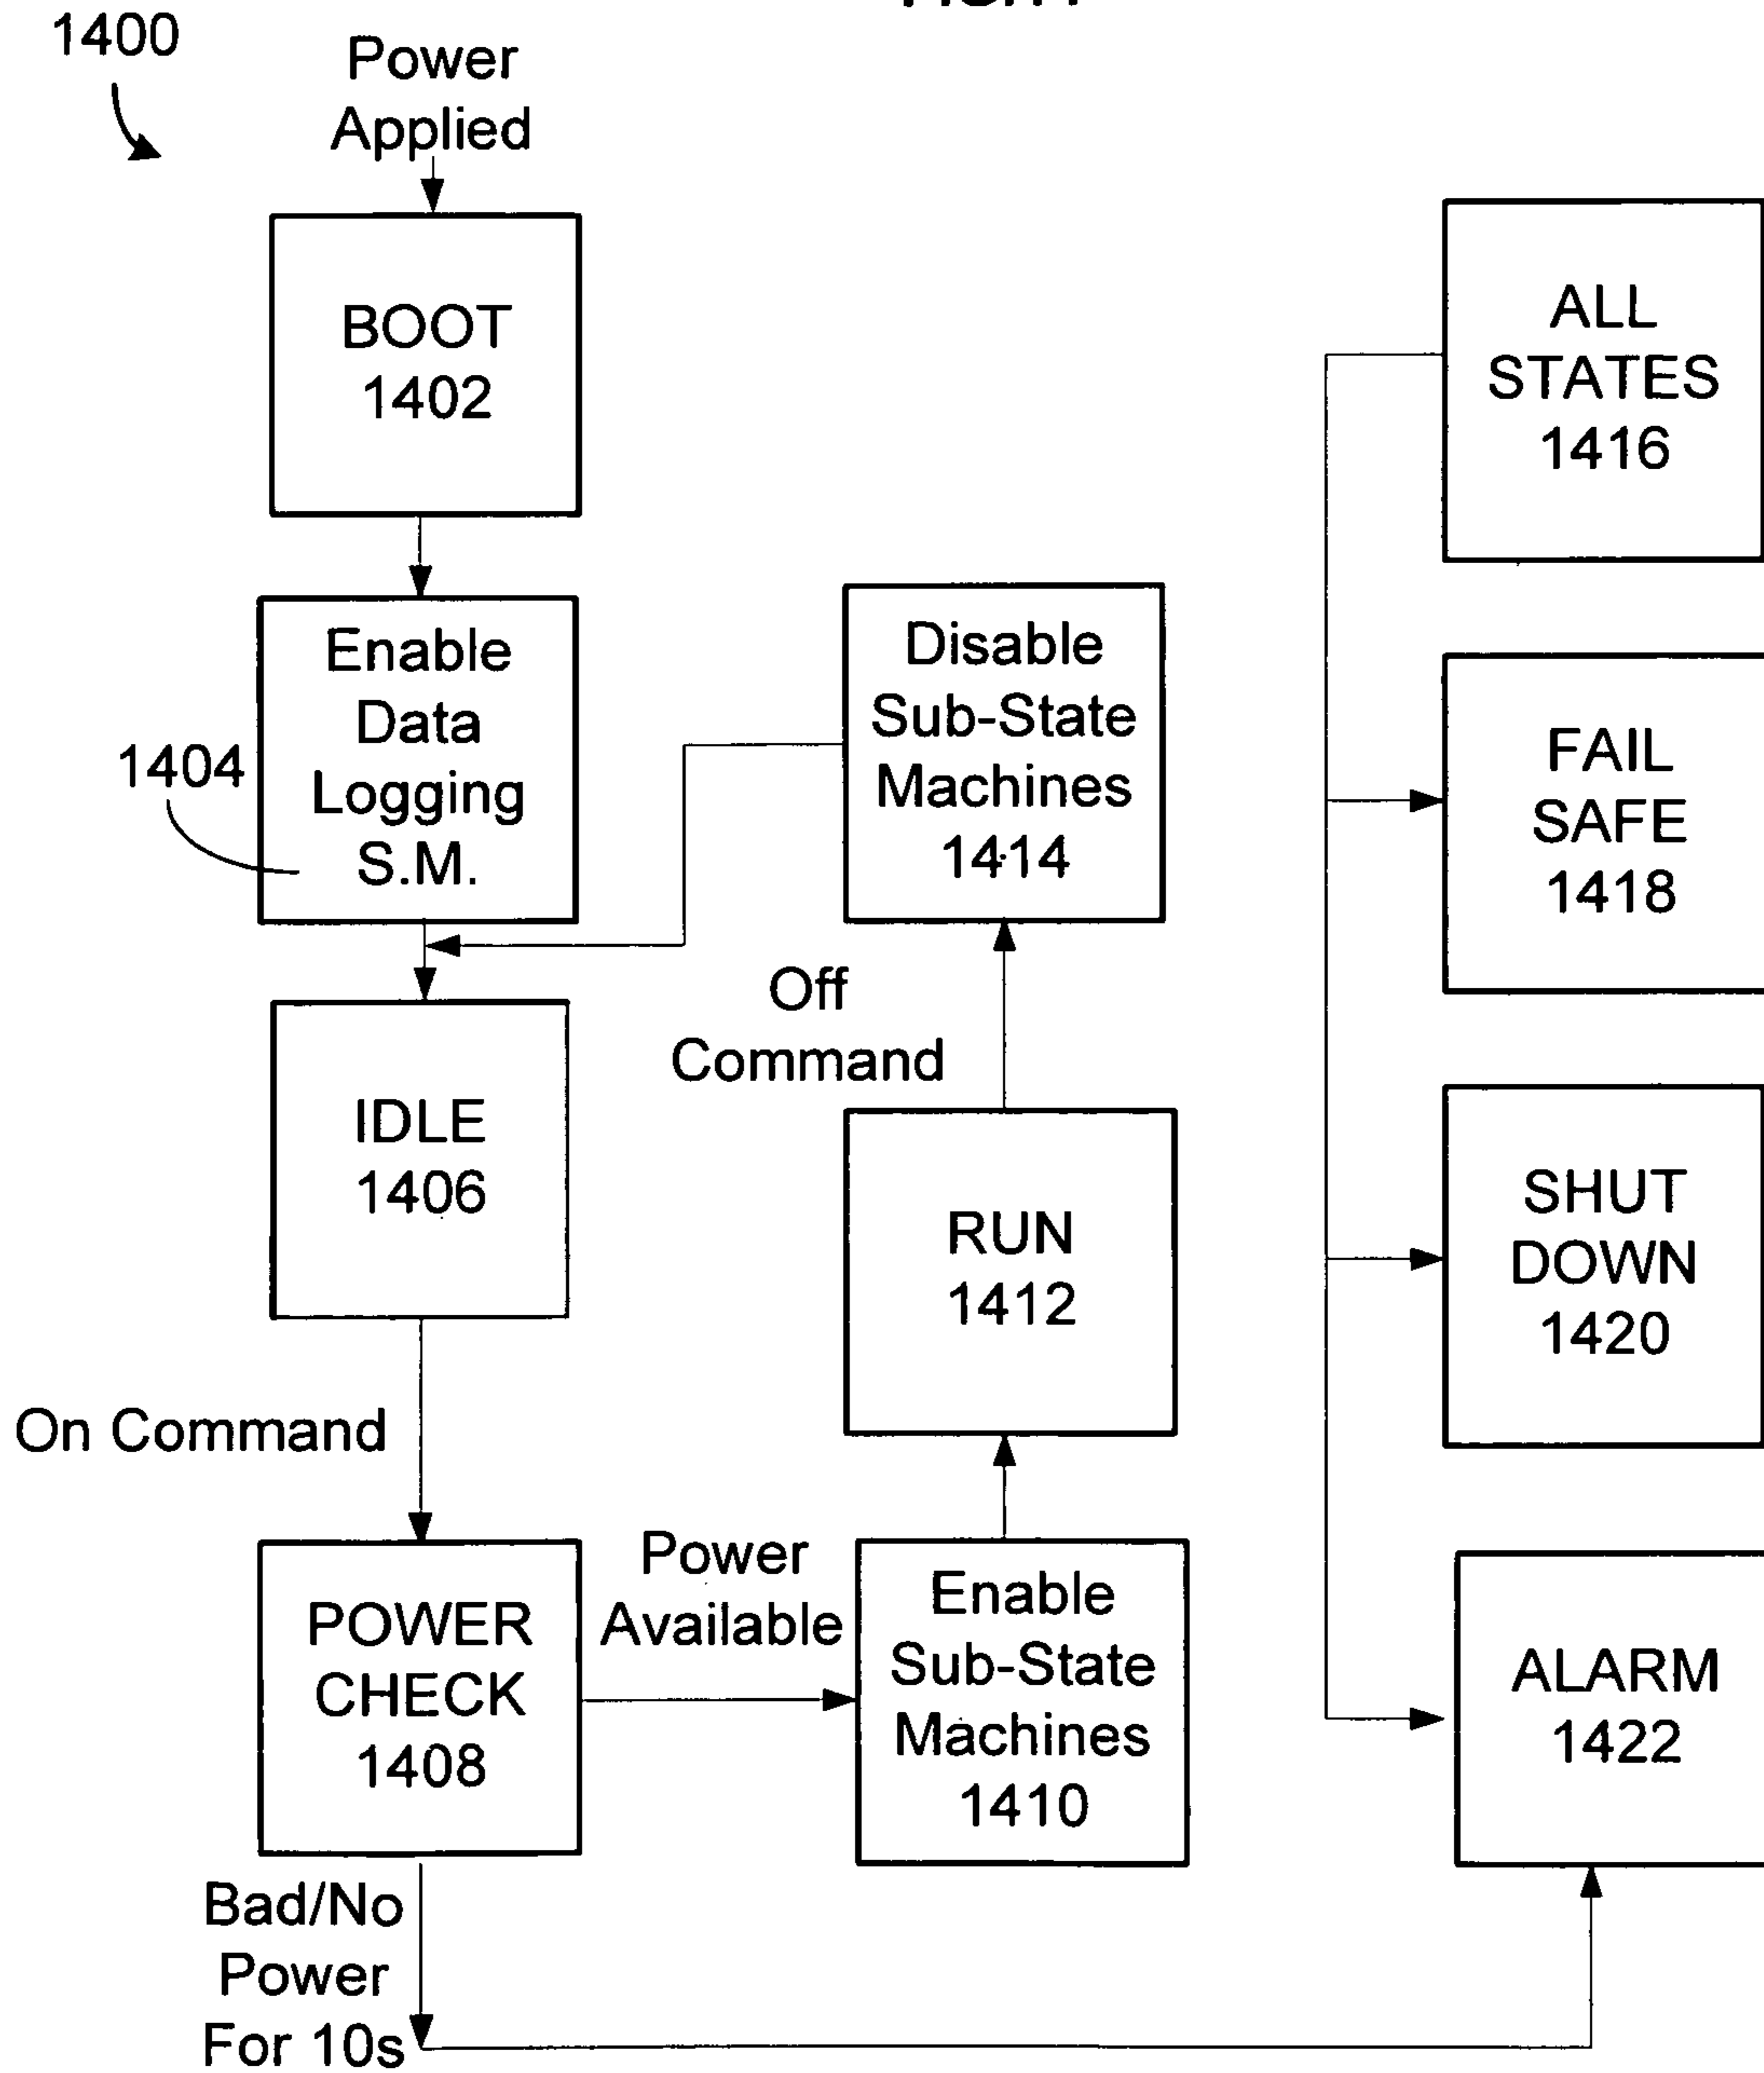 1400
Power
Applied
BOOT
1402
Enable
Data
Logging
S.M.
1404
IDLE
1406
On Command
POWER
CHECK
1408
Bad/No
Power
For 10s
Power
Available
Enable
Sub-State
Machines
1410
RUN
1412
Off
Command
Disable
Sub-State
Machines
1414
ALL
STATES
1416
FAIL
SAFE
1418
SHUT
DOWN
1420
ALARM
1422